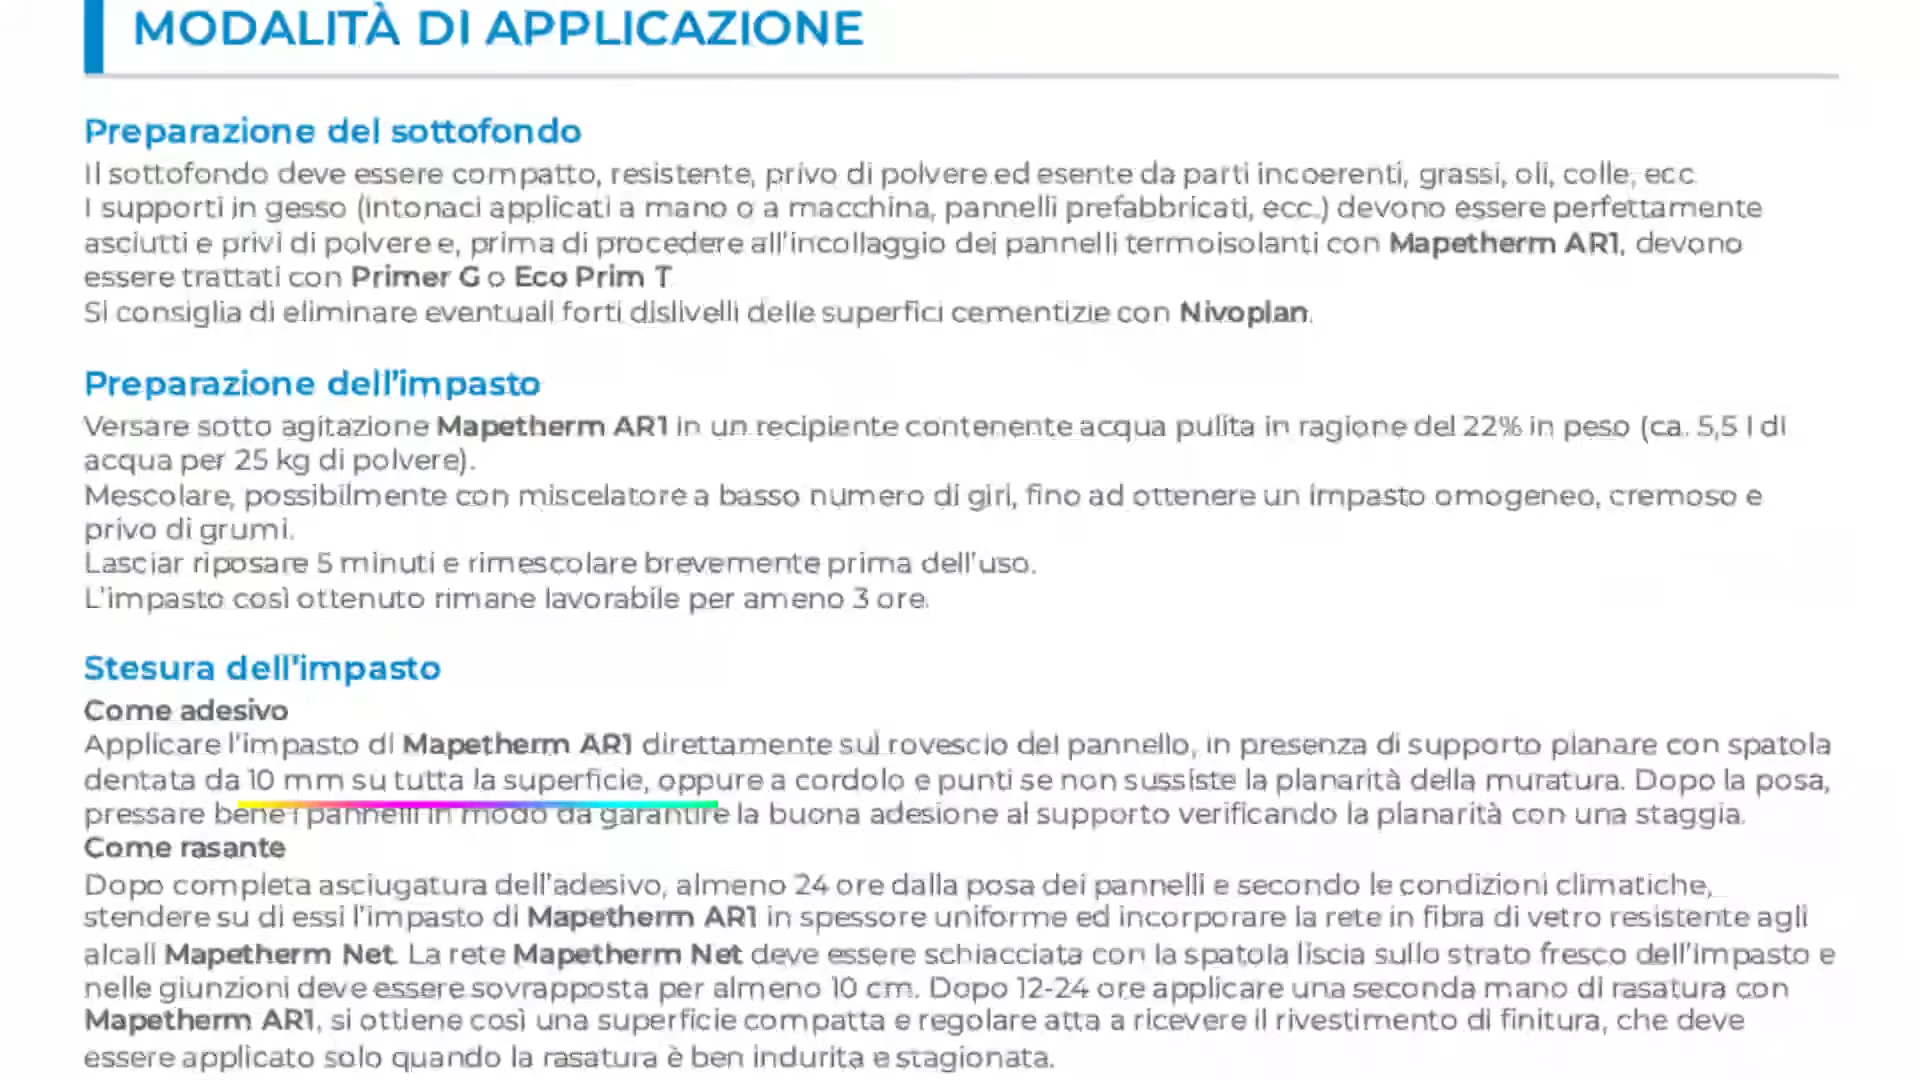 MODALITÀ DI APPLICAZIONE
Preparazione del sottofondo
Il sottofondo deve essere compatto, resistente, privo di polvere ed esente da parti incoerenti, grassi, oli, colle, ecc.
I supporti in gesso (intonaci applicati a mano o a macchina, pannelli prefabbricati, ecc.) devono essere perfettamente
asciutti e privi di polvere e, prima di procedere all'incollaggio dei pannelli termoisolanti con Mapetherm AR1, devono
essere trattati con Primer G o Eco Prim T.
Si consiglia di eliminare eventuali forti dislivelli delle superfici cementizie con Nivoplan.
Preparazione dell'impasto
Versare sotto agitazione Mapetherm AR1 in un recipiente contenente acqua pulita in ragione del 22% in peso (ca. 5,5 l di
acqua per 25 kg di polvere).
Mescolare, possibilmente con miscelatore a basso numero di giri, fino ad ottenere un impasto omogeneo, cremoso e
privo di grumi.
Lasciar riposare 5 minuti e rimescolare brevemente prima dell'uso.
L'impasto così ottenuto rimane lavorabile per ameno 3 ore.
Stesura dell'impasto
Come adesivo
Applicare l'impasto di Mapetherm AR1 direttamente sul rovescio del pannello, in presenza di supporto planare con spatola
dentata da 10 mm su tutta la superficie, oppure a cordolo e punti se non sussiste la planarità della muratura. Dopo la posa,
pressare bene i pannelli in modo da garantire la buona adesione al supporto verificando la planarità con una staggia.
Come rasante
Dopo completa asciugatura dell'adesivo, almeno 24 ore dalla posa dei pannelli e secondo le condizioni climatiche,
stendere su di essi l'impasto di Mapetherm AR1 in spessore uniforme ed incorporare la rete in fibra di vetro resistente agli
alcali Mapetherm Net. La rete Mapetherm Net deve essere schiacciata con la spatola liscia sullo strato fresco dell'impasto e
nelle giunzioni deve essere sovrapposta per almeno 10 cm. Dopo 12-24 ore applicare una seconda mano di rasatura con
Mapetherm AR1, si ottiene così una superficie compatta e regolare atta a ricevere il rivestimento di finitura, che deve
essere applicato solo quando la rasatura è ben indurita e stagionata.